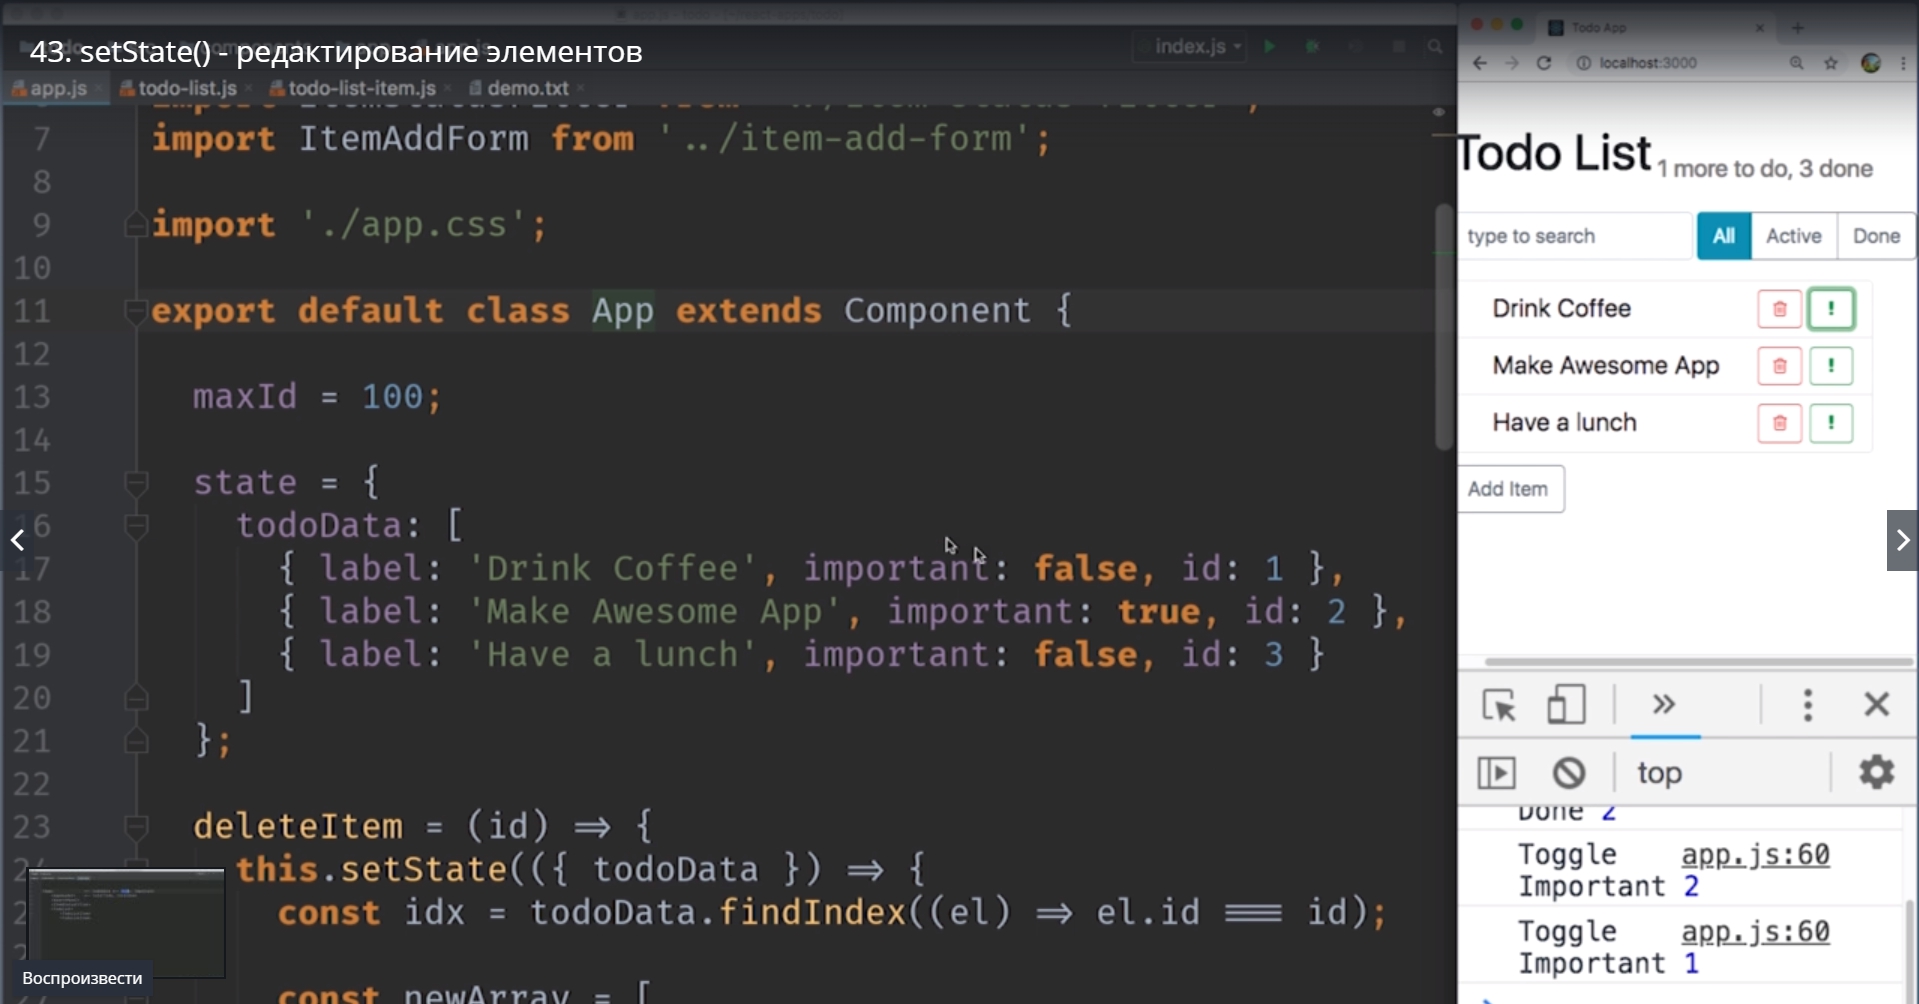 43. setState() - редактирование элементов
index.js
app.js
todo-list.js
todo-list-item.js
demo.txt
7 import ItemAddForm from '../item-add-form';
8
9 import './app.css';
10
11 export default class App extends Component {
12
13 maxId = 100;
14
15 state = {
16 todoData: [
17 { label: 'Drink Coffee', important: false, id: 1 },
18 { label: 'Make Awesome App', important: true, id: 2 },
19 { label: 'Have a lunch', important: false, id: 3 }
20 ]
21 };
22
23 deleteItem = (id) => {
this.setState(({ todoData }) => {
const idx = todoData.findIndex((el) => el.id === id);
const newArray = [
Воспроизвести
Todo App
localhost:3000
Todo List 1 more to do, 3 done
type to search All Active Done
Drink Coffee !
Make Awesome App !
Have a lunch !
Add Item
top
Done 2
Toggle app.js:60
Important 2
Toggle app.js:60
Important 1